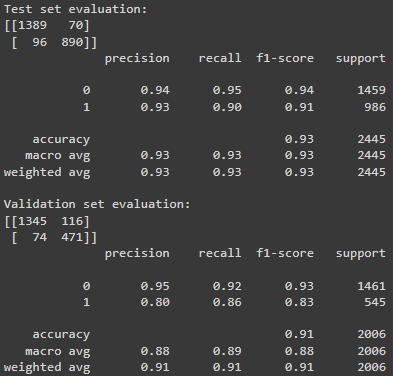 Test set evaluation:
[[1389   70]
 [  96  890]]
              precision    recall  f1-score   support

           0       0.94      0.95      0.94      1459
           1       0.93      0.90      0.91       986

    accuracy                           0.93      2445
   macro avg       0.93      0.93      0.93      2445
weighted avg       0.93      0.93      0.93      2445

Validation set evaluation:
[[1345  116]
 [  74  471]]
              precision    recall  f1-score   support

           0       0.95      0.92      0.93      1461
           1       0.80      0.86      0.83       545

    accuracy                           0.91      2006
   macro avg       0.88      0.89      0.88      2006
weighted avg       0.91      0.91      0.91      2006